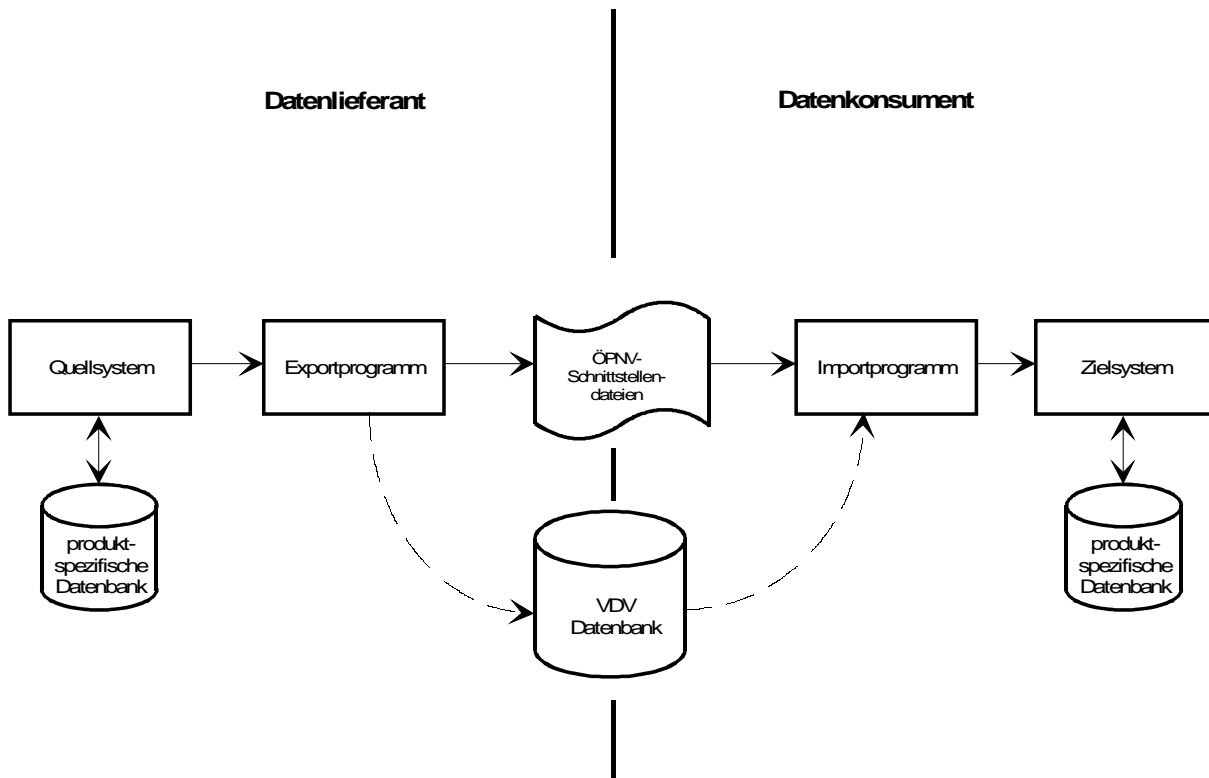 Datenlieferant
Datenkonsument
Quellsystem
Exportprogramm
ÖPNV-
Schnittstellen-
dateien
Importprogramm
Zielsystem
produkt-
spezifische
Datenbank
VDV
Datenbank
produkt-
spezifische
Datenbank